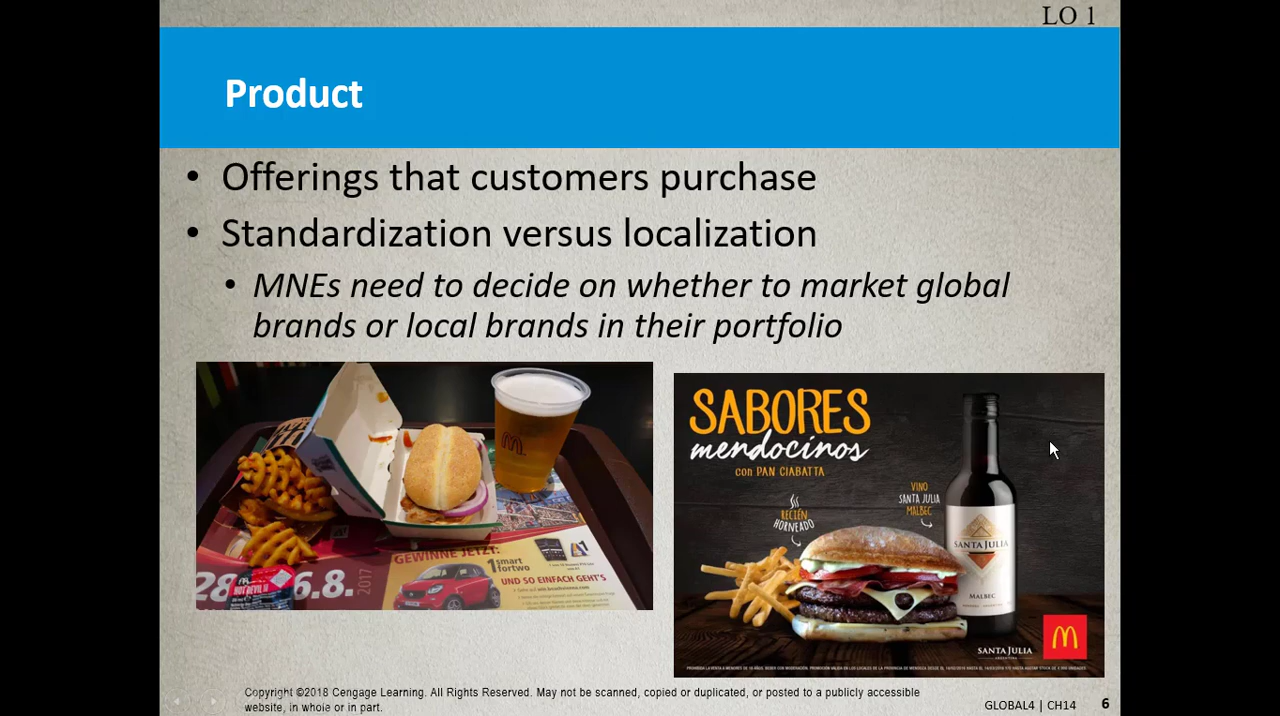 LO 1
Product
• Offerings that customers purchase
• Standardization versus localization
• MNEs need to decide on whether to market global
brands or local brands in their portfolio
GEWINNE JETZT:
1 smart
fortwo
UND SO EINFACH GEHT'S
28
6.8. 2017
SABORES
mendocinos
con PAN CIABATTA
RECIÉN
HORNEADO
VINO
SANTA JULIA
MALBEC
SANTA JULIA
MALBEC
SANTA JULIA
Copyright ©2018 Cengage Learning. All Rights Reserved. May not be scanned, copied or duplicated, or posted to a publicly accessible
website, in whole or in part.
GLOBAL4 | CH14 6